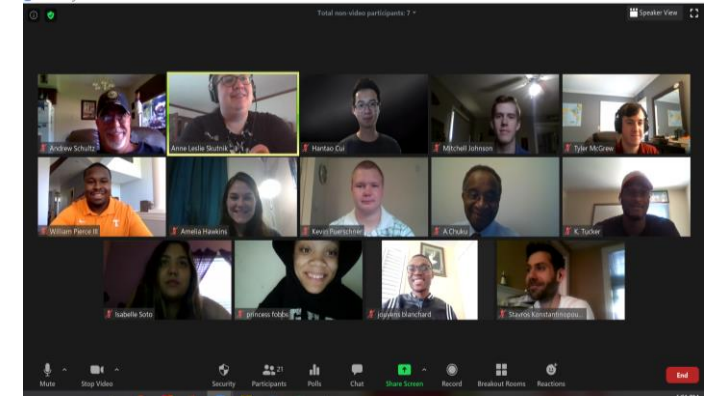 Total non-video participants: 7
Speaker View
Andrew Schultz
Anne Leslie Skutnik
Hantao Cui
Mitchell Johnson
Tyler McGrew
William Pierce III
Amelia Hawkins
Kevin Puerschner
A Chuku
K. Tucker
Isabelle Soto
princess fobbs
jouvens blanchard
Stavros Konstantinopou...
Mute
Stop Video
Security
Participants
21
Polls
Chat
Share Screen
Record
Breakout Rooms
Reactions
End